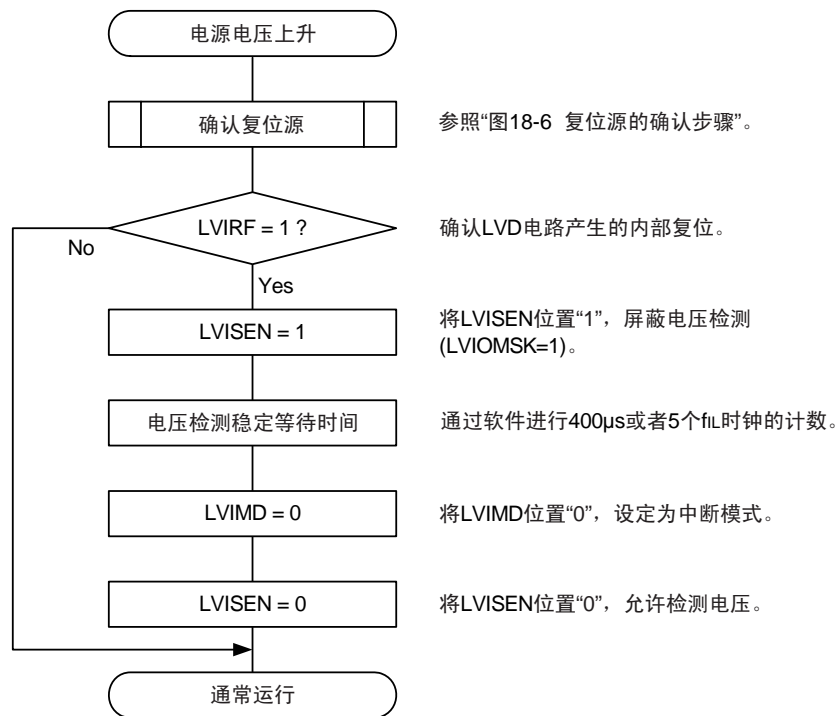 电源电压上升
确认复位源
参照“图18-6 复位源的确认步骤”。
LVIRF = 1 ?
确认LVD电路产生的内部复位。
No
Yes
LVISEN = 1
将LVISEN位置“1”，屏蔽电压检测
(LVIOMSK=1)。
电压检测稳定等待时间
通过软件进行400μs或者5个fIL时钟的计数。
LVIMD = 0
将LVIMD位置“0”，设定为中断模式。
LVISEN = 0
将LVISEN位置“0”，允许检测电压。
通常运行